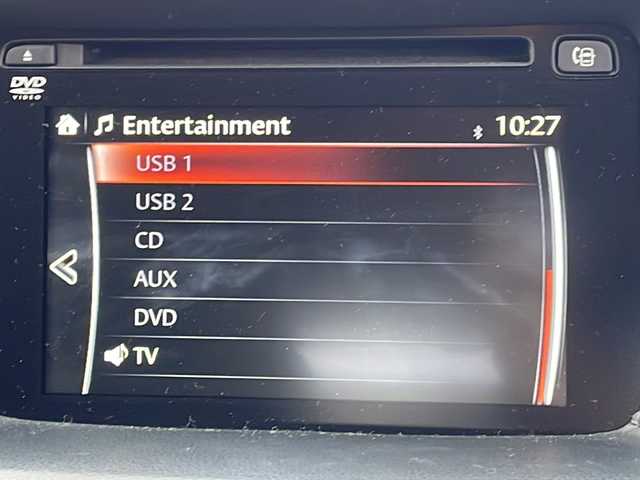 DVD
VIDEO
Entertainment 10:27
USB 1
USB 2
CD
AUX
DVD
TV